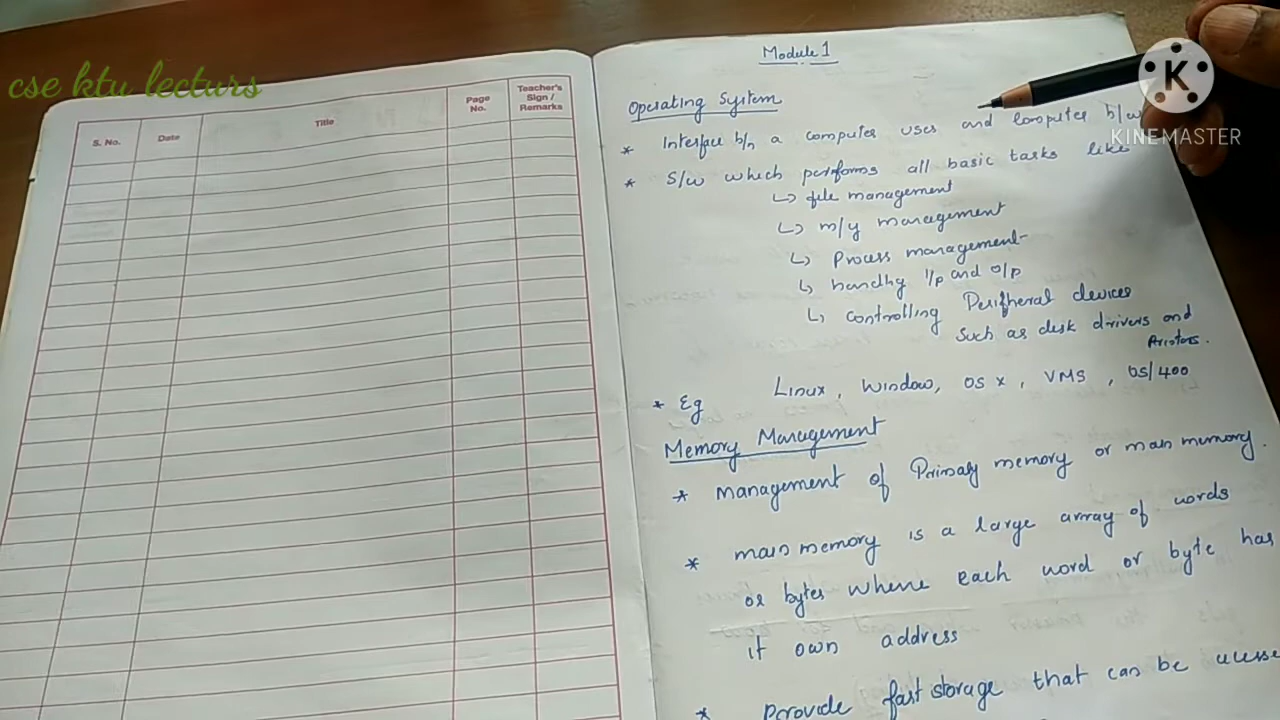 cse ktu lecturs
K
KINEMASTER
S. No.
Date
Title
Page No.
Teacher's Sign / Remarks
Module 1
Operating System
* Interface b/n a computer user and computer h/w
* S/w which performs all basic tasks like
↳ file management
↳ m/y management
↳ Process management
↳ handling i/p and o/p
↳ controlling Peripheral devices
such as disk drivers and
Printers.
* Eg Linux, Window, OS X, VMS, OS/400
Memory Management
* Management of Primary memory or main memory.
* main memory is a large array of words
or bytes where each word or byte has
it own address
* Provide fast storage that can be